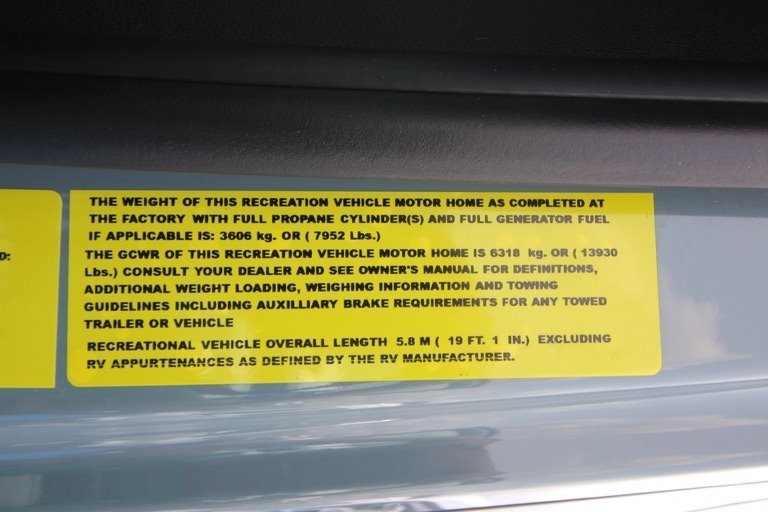 THE WEIGHT OF THIS RECREATION VEHICLE MOTOR HOME AS COMPLETED AT
THE FACTORY WITH FULL PROPANE CYLINDER(S) AND FULL GENERATOR FUEL
IF APPLICABLE IS: 3606 kg. OR ( 7952 Lbs.)
THE GCWR OF THIS RECREATION VEHICLE MOTOR HOME IS 6318 kg. OR ( 13930
Lbs.) CONSULT YOUR DEALER AND SEE OWNER'S MANUAL FOR DEFINITIONS,
ADDITIONAL WEIGHT LOADING, WEIGHING INFORMATION AND TOWING
GUIDELINES INCLUDING AUXILLIARY BRAKE REQUIREMENTS FOR ANY TOWED
TRAILER OR VEHICLE
RECREATIONAL VEHICLE OVERALL LENGTH 5.8 M ( 19 FT. 1 IN.) EXCLUDING
RV APPURTENANCES AS DEFINED BY THE RV MANUFACTURER.